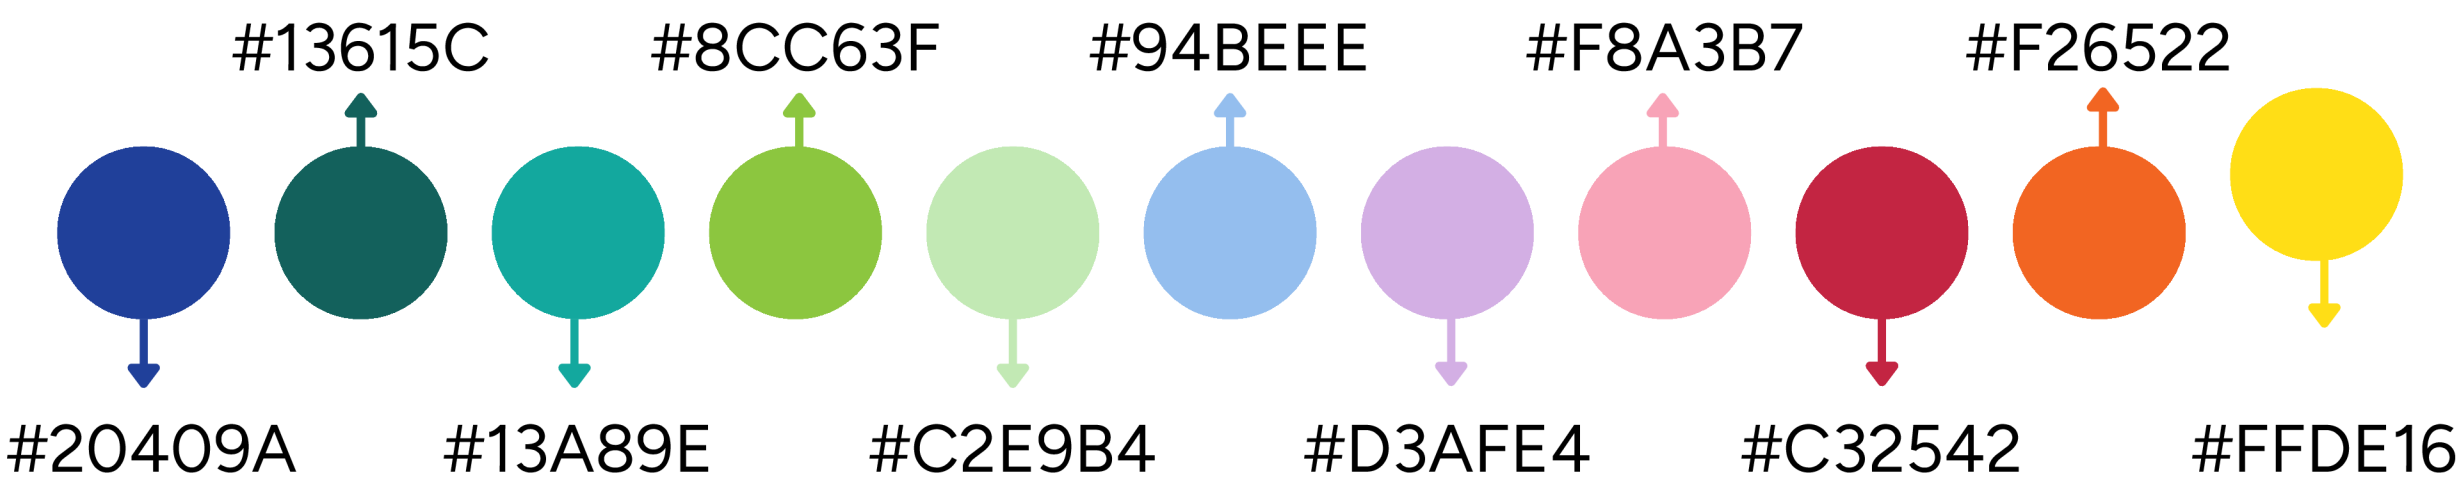 #13615C
#8CC63F
#94BEEE
#F8A3B7
#F26522
#20409A
#13A89E
#C2E9B4
#D3AFE4
#C32542
#FFDE16